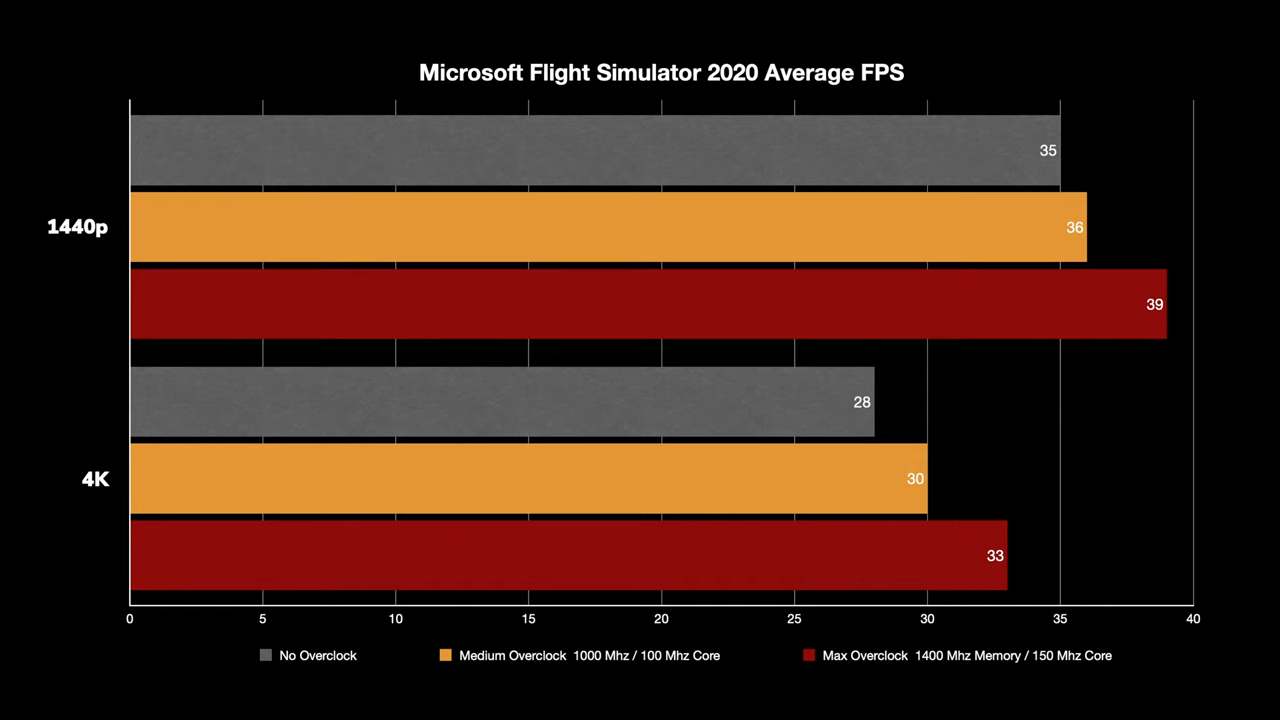 Microsoft Flight Simulator 2020 Average FPS
35
1440p
36
39
28
4K
30
33
0 5 10 15 20 25 30 35 40
No Overclock Medium Overclock 1000 Mhz / 100 Mhz Core Max Overclock 1400 Mhz Memory / 150 Mhz Core